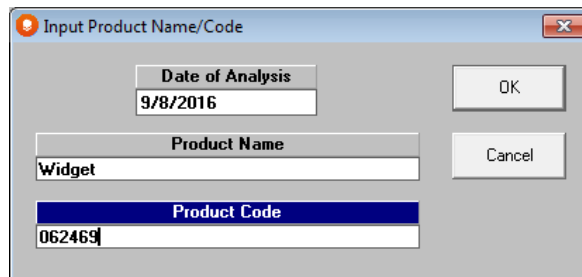 Input Product Name/Code
Date of Analysis
9/8/2016
OK
Product Name
Widget
Cancel
Product Code
062469